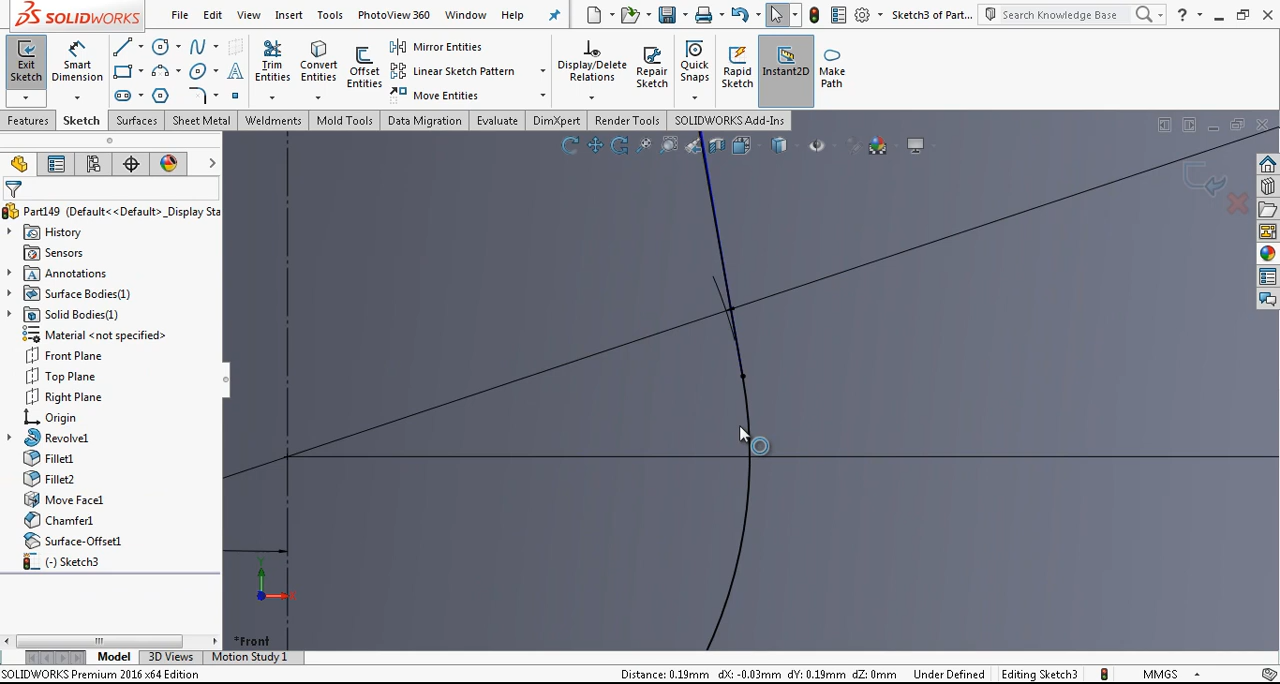 SOLIDWORKS
File Edit View Insert Tools PhotoView 360 Window Help
Sketch3 of Part...
Search Knowledge Base
?
Exit Sketch
Smart Dimension
Trim Entities
Convert Entities
Offset Entities
Mirror Entities
Linear Sketch Pattern
Move Entities
Display/Delete Relations
Repair Sketch
Quick Snaps
Rapid Sketch
Instant2D
Make Path
Features Sketch Surfaces Sheet Metal Weldments Mold Tools Data Migration Evaluate DimXpert Render Tools SOLIDWORKS Add-Ins
Part149 (Default<<Default>_Display Sta
History
Sensors
Annotations
Surface Bodies(1)
Solid Bodies(1)
Material <not specified>
Front Plane
Top Plane
Right Plane
Origin
Revolve1
Fillet1
Fillet2
Move Face1
Chamfer1
Surface-Offset1
(-) Sketch3
Y
*Front
Model 3D Views Motion Study 1
SOLIDWORKS Premium 2016 x64 Edition
Distance: 0.19mm dX: -0.03mm dY: 0.19mm dZ: 0mm Under Defined Editing Sketch3 MMGS